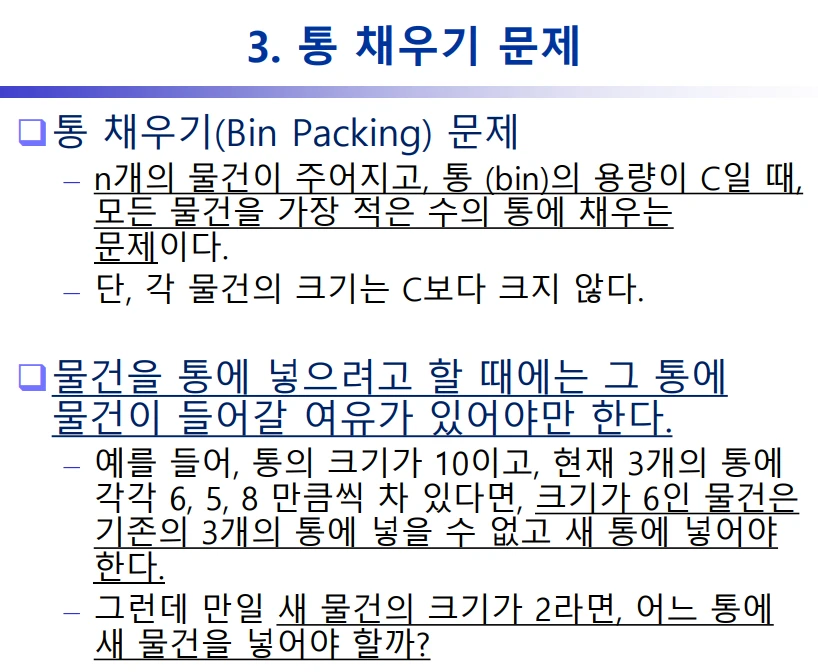 3. 통 채우기 문제
❑통 채우기(Bin Packing) 문제
– n개의 물건이 주어지고, 통 (bin)의 용량이 C일 때,
모든 물건을 가장 적은 수의 통에 채우는
문제이다.
– 단, 각 물건의 크기는 C보다 크지 않다.
❑물건을 통에 넣으려고 할 때에는 그 통에
물건이 들어갈 여유가 있어야만 한다.
– 예를 들어, 통의 크기가 10이고, 현재 3개의 통에
각각 6, 5, 8 만큼씩 차 있다면, 크기가 6인 물건은
기존의 3개의 통에 넣을 수 없고 새 통에 넣어야
한다.
– 그런데 만일 새 물건의 크기가 2라면, 어느 통에
새 물건을 넣어야 할까?